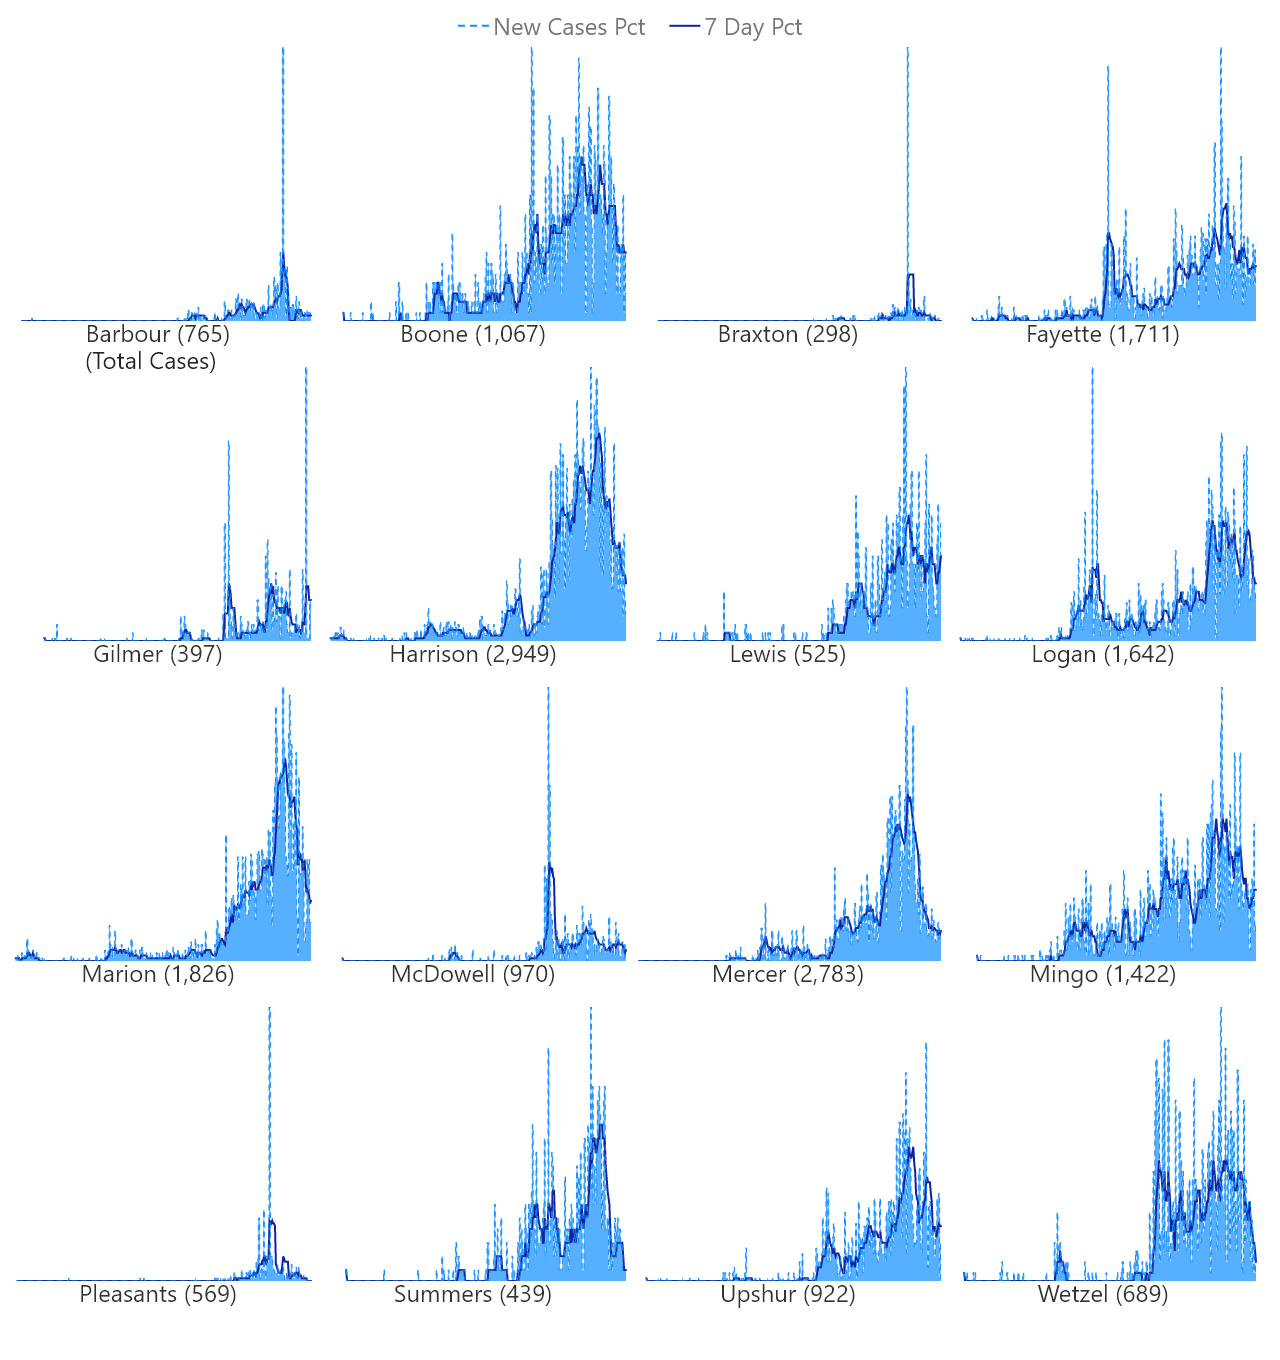 New Cases Pct 7 Day Pct
Barbour (765) Boone (1,067) Braxton (298) Fayette (1,711)
(Total Cases)
Gilmer (397) Harrison (2,949) Lewis (525) Logan (1,642)
Marion (1,826) McDowell (970) Mercer (2,783) Mingo (1,422)
Pleasants (569) Summers (439) Upshur (922) Wetzel (689)